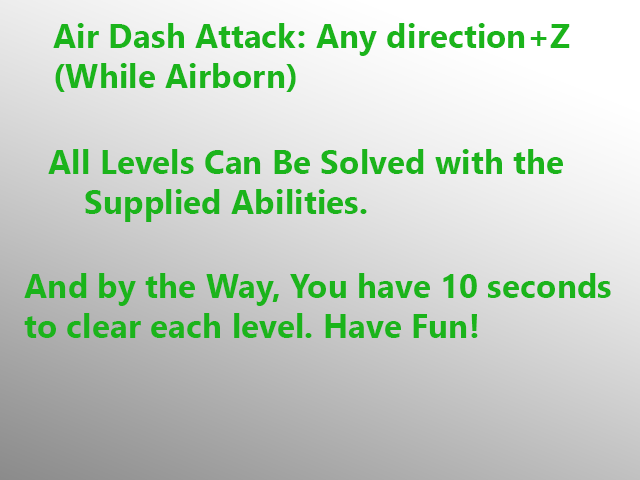 Air Dash Attack: Any direction+Z
(While Airborn)
All Levels Can Be Solved with the
Supplied Abilities.
And by the Way, You have 10 seconds
to clear each level. Have Fun!